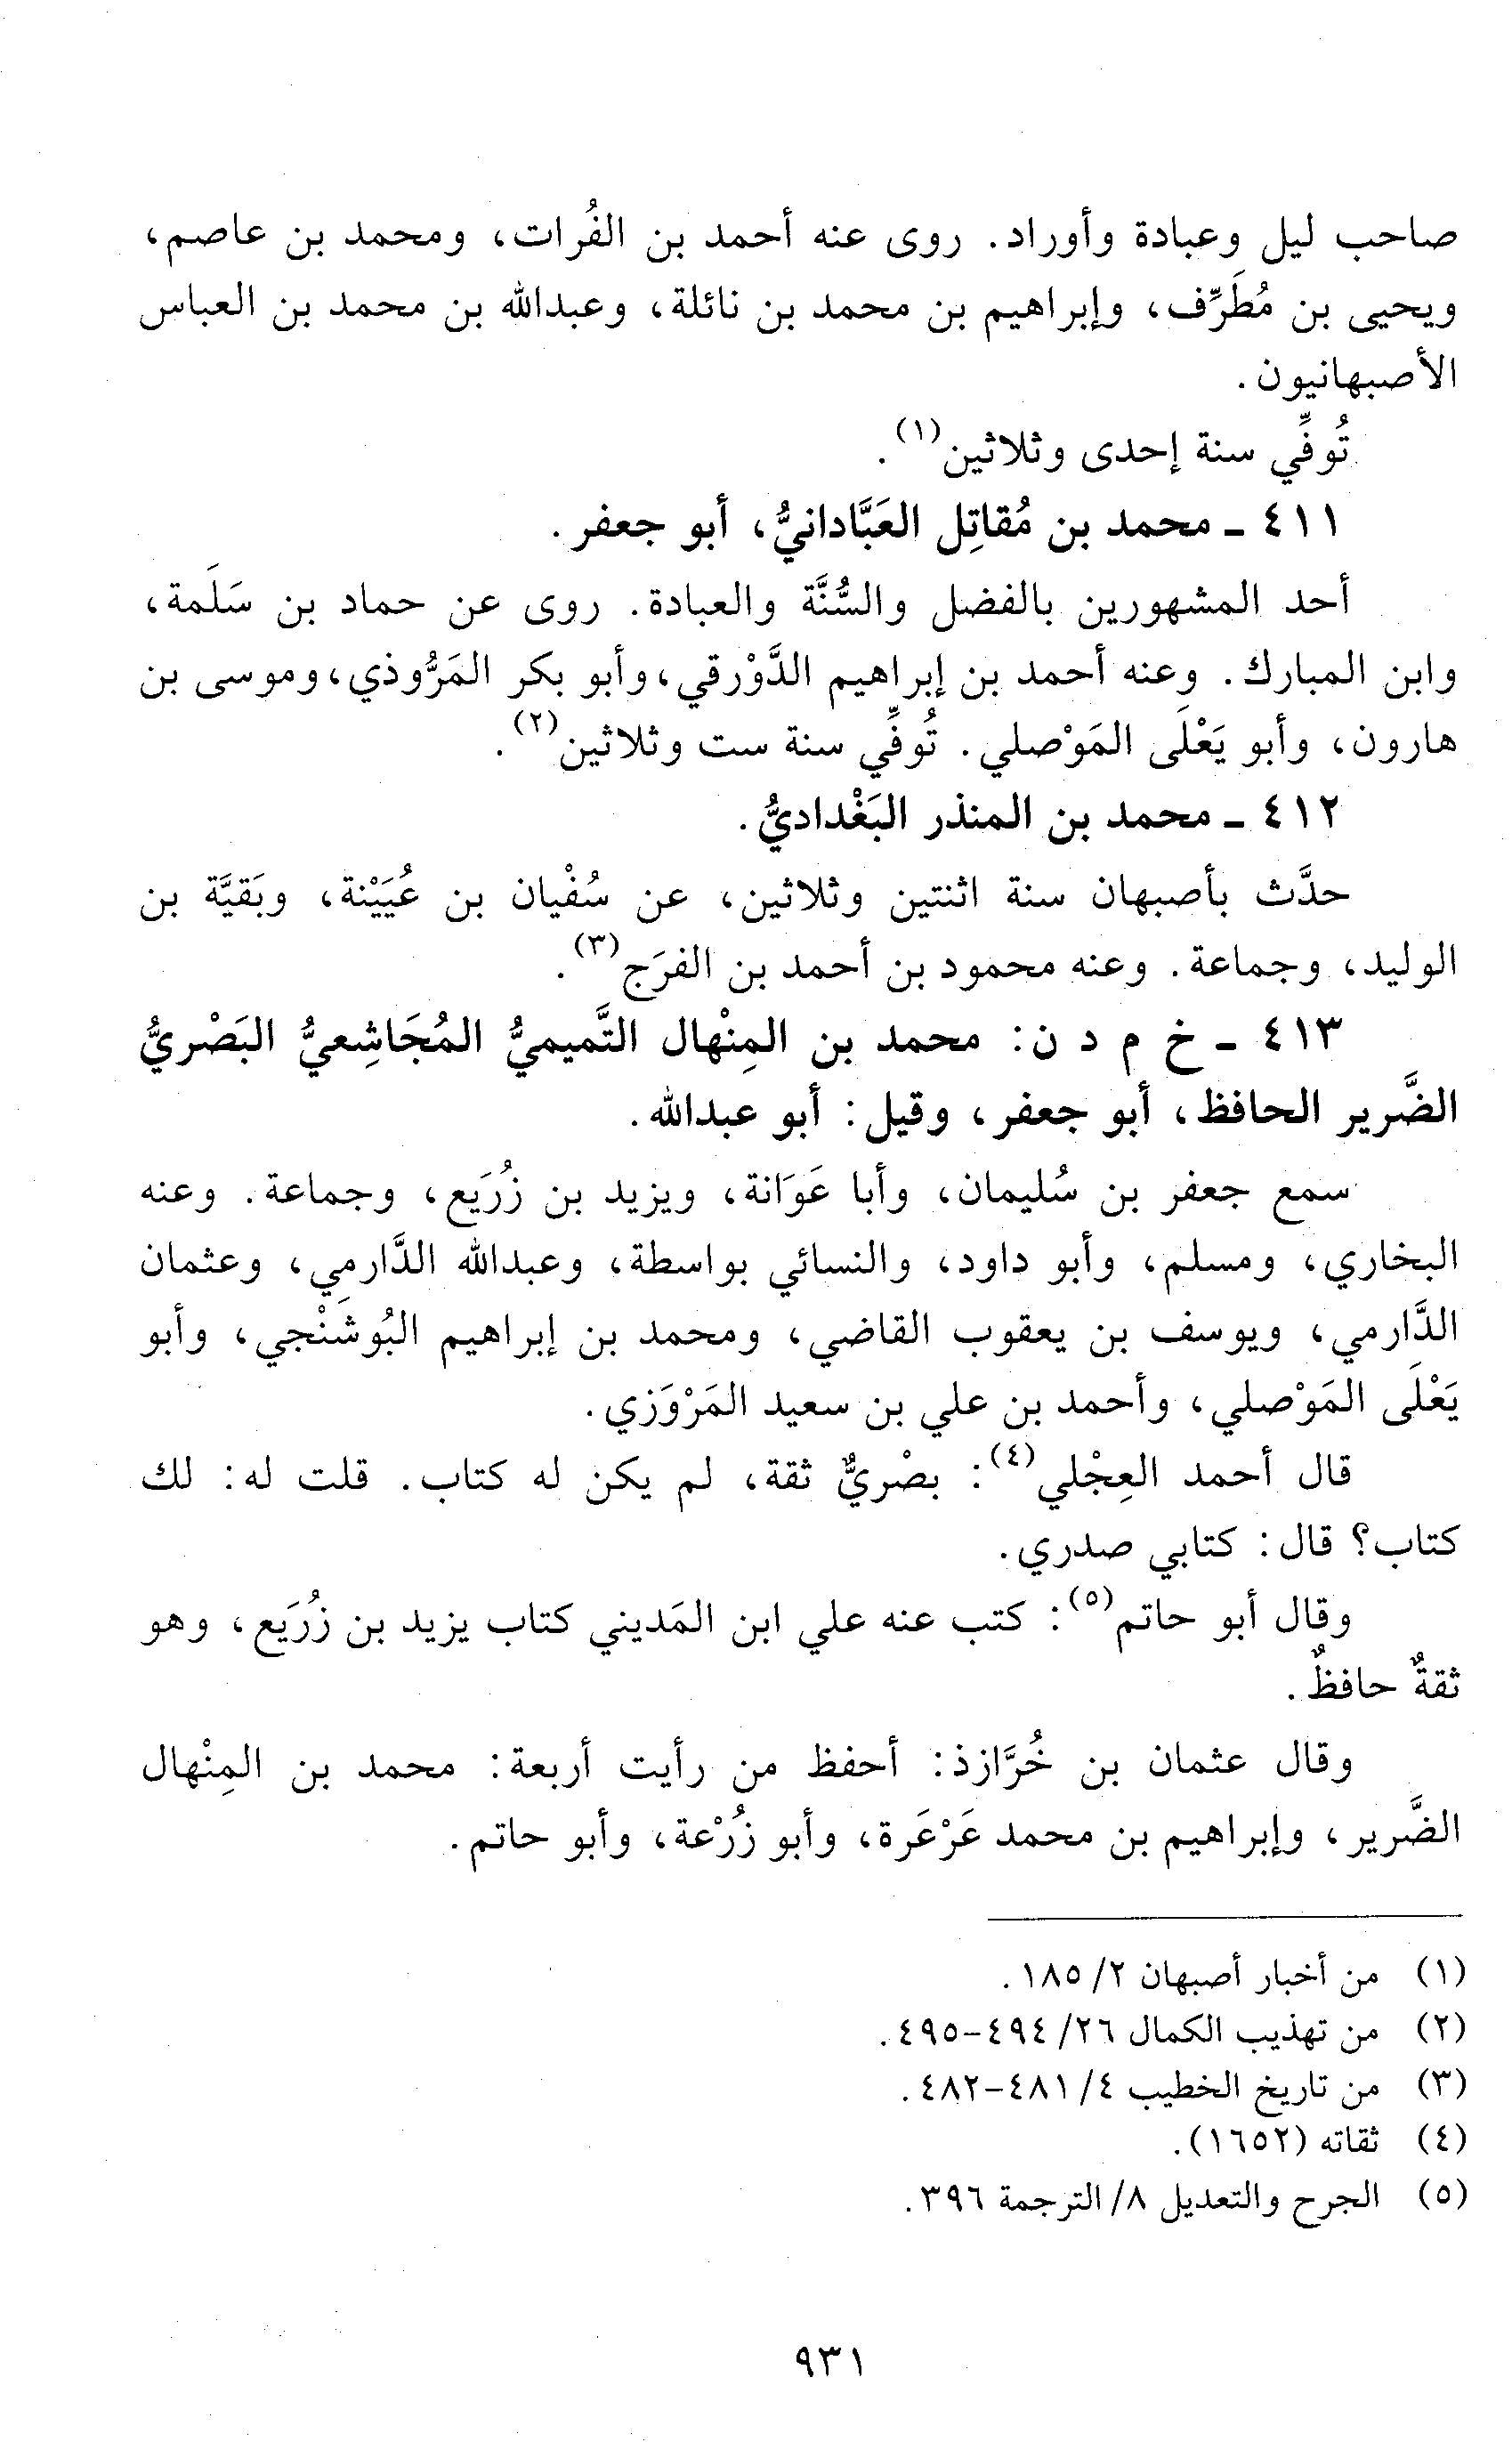 صاحب ليل وعبادة وأوراد. روى عنه أحمد بن الفُرات، ومحمد بن عاصم،
ويحيى بن مُطَرِّف، وإبراهيم بن محمد بن نائلة، وعبدالله بن محمد بن العباس
الأصبهانيون.
تُوفِّي سنة إحدى وثلاثين(١).
٤١١ ـ محمد بن مُقاتِل العَبَّادانيُّ، أبو جعفر.
أحد المشهورين بالفضل والسُّنَّة والعبادة. روى عن حماد بن سَلَمة،
وابن المبارك. وعنه أحمد بن إبراهيم الدَّوْرقي، وأبو بكر المَرُّوذي، وموسى بن
هارون، وأبو يَعْلَى المَوْصلي. تُوفِّي سنة ست وثلاثين(٢).
٤١٢ ـ محمد بن المنذر البَغْداديُّ.
حدَّث بأصبهان سنة اثنتين وثلاثين، عن سُفْيان بن عُيَيْنة، وبَقيَّة بن
الوليد، وجماعة. وعنه محمود بن أحمد بن الفرَج(٣).
٤١٣ ـ خ م د ن: محمد بن المِنْهال التَّميميُّ المُجَاشِعيُّ البَصْريُّ
الضَّرير الحافظ، أبو جعفر، وقيل: أبو عبدالله.
سمع جعفر بن سُليمان، وأبا عَوَانة، ويزيد بن زُرَيع، وجماعة. وعنه
البخاري، ومسلم، وأبو داود، والنسائي بواسطة، وعبدالله الدَّارمي، وعثمان
الدَّارمي، ويوسف بن يعقوب القاضي، ومحمد بن إبراهيم البُوشَنْجي، وأبو
يَعْلَى المَوْصلي، وأحمد بن علي بن سعيد المَرْوَزي.
قال أحمد العِجْلي(٤): بصْريٌّ ثقة، لم يكن له كتاب. قلت له: لك
كتاب؟ قال: كتابي صدري.
وقال أبو حاتم(٥): كتب عنه علي ابن المَديني كتاب يزيد بن زُرَيع، وهو
ثقةٌ حافظٌ.
وقال عثمان بن خُرَّازذ: أحفظ من رأيت أربعة: محمد بن المِنْهال
الضَّرير، وإبراهيم بن محمد عَرْعَرة، وأبو زُرْعة، وأبو حاتم.
(١) من أخبار أصبهان ٢/ ١٨٥.
(٢) من تهذيب الكمال ٢٦/ ٤٩٤-٤٩٥.
(٣) من تاريخ الخطيب ٤/ ٤٨١-٤٨٢.
(٤) ثقاته (١٦٥٢).
(٥) الجرح والتعديل ٨/ الترجمة ٣٩٦.
٩٣١